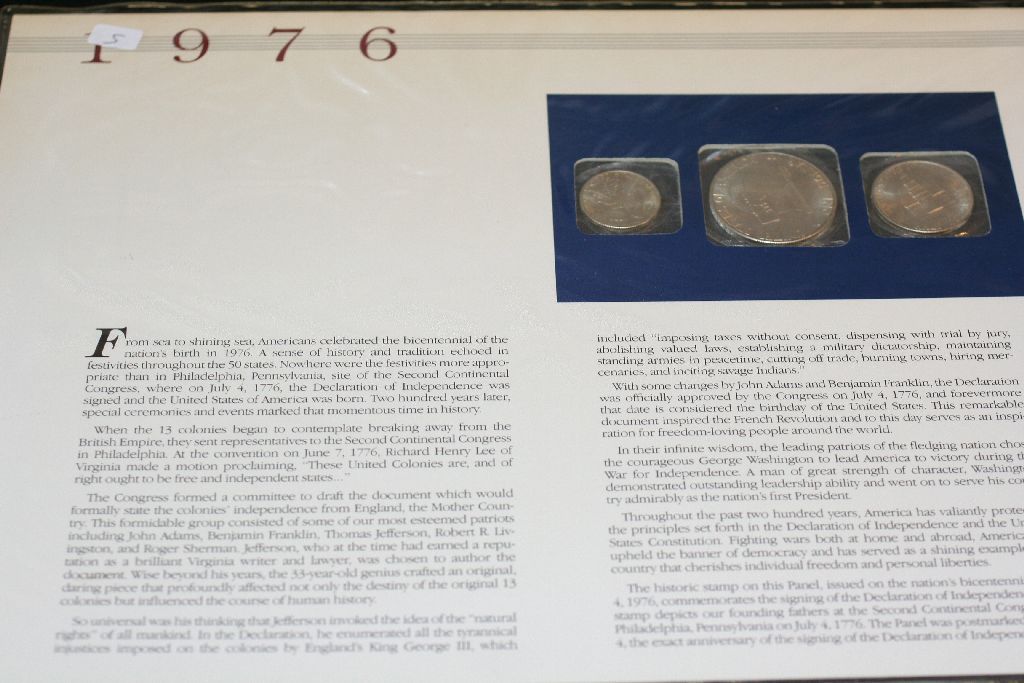 1976
S
From sea to shining sea, Americans celebrated the bicentennial of the
nation's birth in 1976. A sense of history and tradition echoed in
festivities throughout the 50 states. Nowhere were the festivities more appro-
priate than in Philadelphia, Pennsylvania, site of the Second Continental
Congress, where on July 4, 1776, the Declaration of Independence was
signed and the United States of America was born. Two hundred years later,
special ceremonies and events marked that momentous time in history.
When the 13 colonies began to contemplate breaking away from the
British Empire, they sent representatives to the Second Continental Congress
in Philadelphia. At the convention on June 7, 1776, Richard Henry Lee of
Virginia made a motion proclaiming, "These United Colonies are, and of
right ought to be free and independent states..."
The Congress formed a committee to draft the document which would
formally state the colonies' independence from England, the Mother Coun-
try. This formidable group consisted of some of our most esteemed patriots
including John Adams, Benjamin Franklin, Thomas Jefferson, Robert R. Liv-
ingston, and Roger Sherman. Jefferson, who at the time had earned a repu-
tation as a brilliant Virginia writer and lawyer, was chosen to author the
document. Wise beyond his years, the 33-year-old genius crafted an original,
daring piece that profoundly affected not only the destiny of the original 13
colonies but influenced the course of human history.
So universal was his thinking that Jefferson invoked the idea of the "natural
rights" of all mankind. In the Declaration, he enumerated all the tyrannical
injustices imposed on the colonies by England's King George III, which
included "imposing taxes without consent, dispensing with trial by jury,
abolishing valued laws, establishing a military dictatorship, maintaining
standing armies in peacetime, cutting off trade, burning towns, hiring mer-
cenaries, and inciting savage Indians."
With some changes by John Adams and Benjamin Franklin, the Declaration
was officially approved by the Congress on July 4, 1776, and forevermore
that date is considered the birthday of the United States. This remarkable
document inspired the French Revolution and to this day serves as an inspi-
ration for freedom-loving people around the world.
In their infinite wisdom, the leading patriots of the fledging nation chos
the courageous George Washington to lead America to victory during th
War for Independence. A man of great strength of character, Washingt
demonstrated outstanding leadership ability and went on to serve his cou
try admirably as the nation's first President.
Throughout the past two hundred years, America has valiantly protec
the principles set forth in the Declaration of Independence and the Un
States Constitution. Fighting wars both at home and abroad, Americ
upheld the banner of democracy and has served as a shining example
country that cherishes individual freedom and personal liberties.
The historic stamp on this Panel, issued on the nation's bicentenni
4, 1976, commemorates the signing of the Declaration of Independen
stamp depicts our founding fathers at the Second Continental Cong
Philadelphia, Pennsylvania on July 4, 1776. The Panel was postmarked
4, the exact anniversary of the signing of the Declaration of Indepen